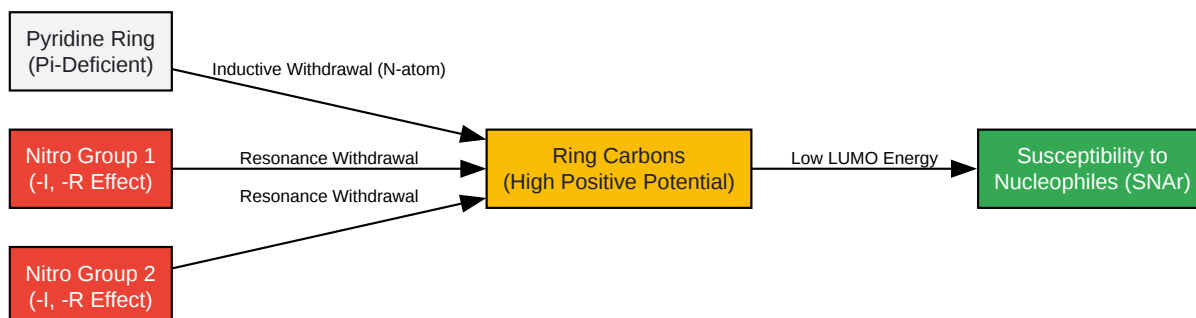 Pyridine Ring
(Pi-Deficient)
Inductive Withdrawal (N-atom)
Nitro Group 1
(-I, -R Effect)
Resonance Withdrawal
Resonance Withdrawal
Nitro Group 2
(-I, -R Effect)
Ring Carbons
(High Positive Potential)
Low LUMO Energy
Susceptibility to
Nucleophiles (SNAr)